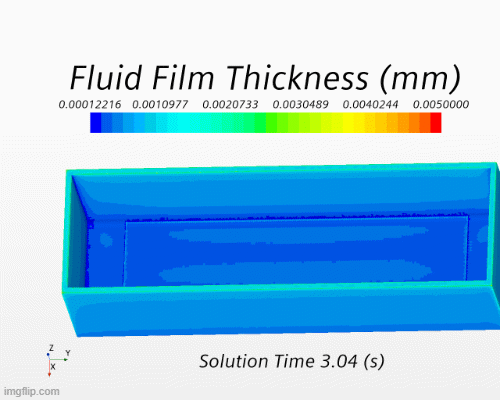 Fluid Film Thickness (mm)
0.00012216 0.0010977 0.0020733 0.0030489 0.0040244 0.0050000
Z
Y
X
Solution Time 3.04 (s)
imgflip.com